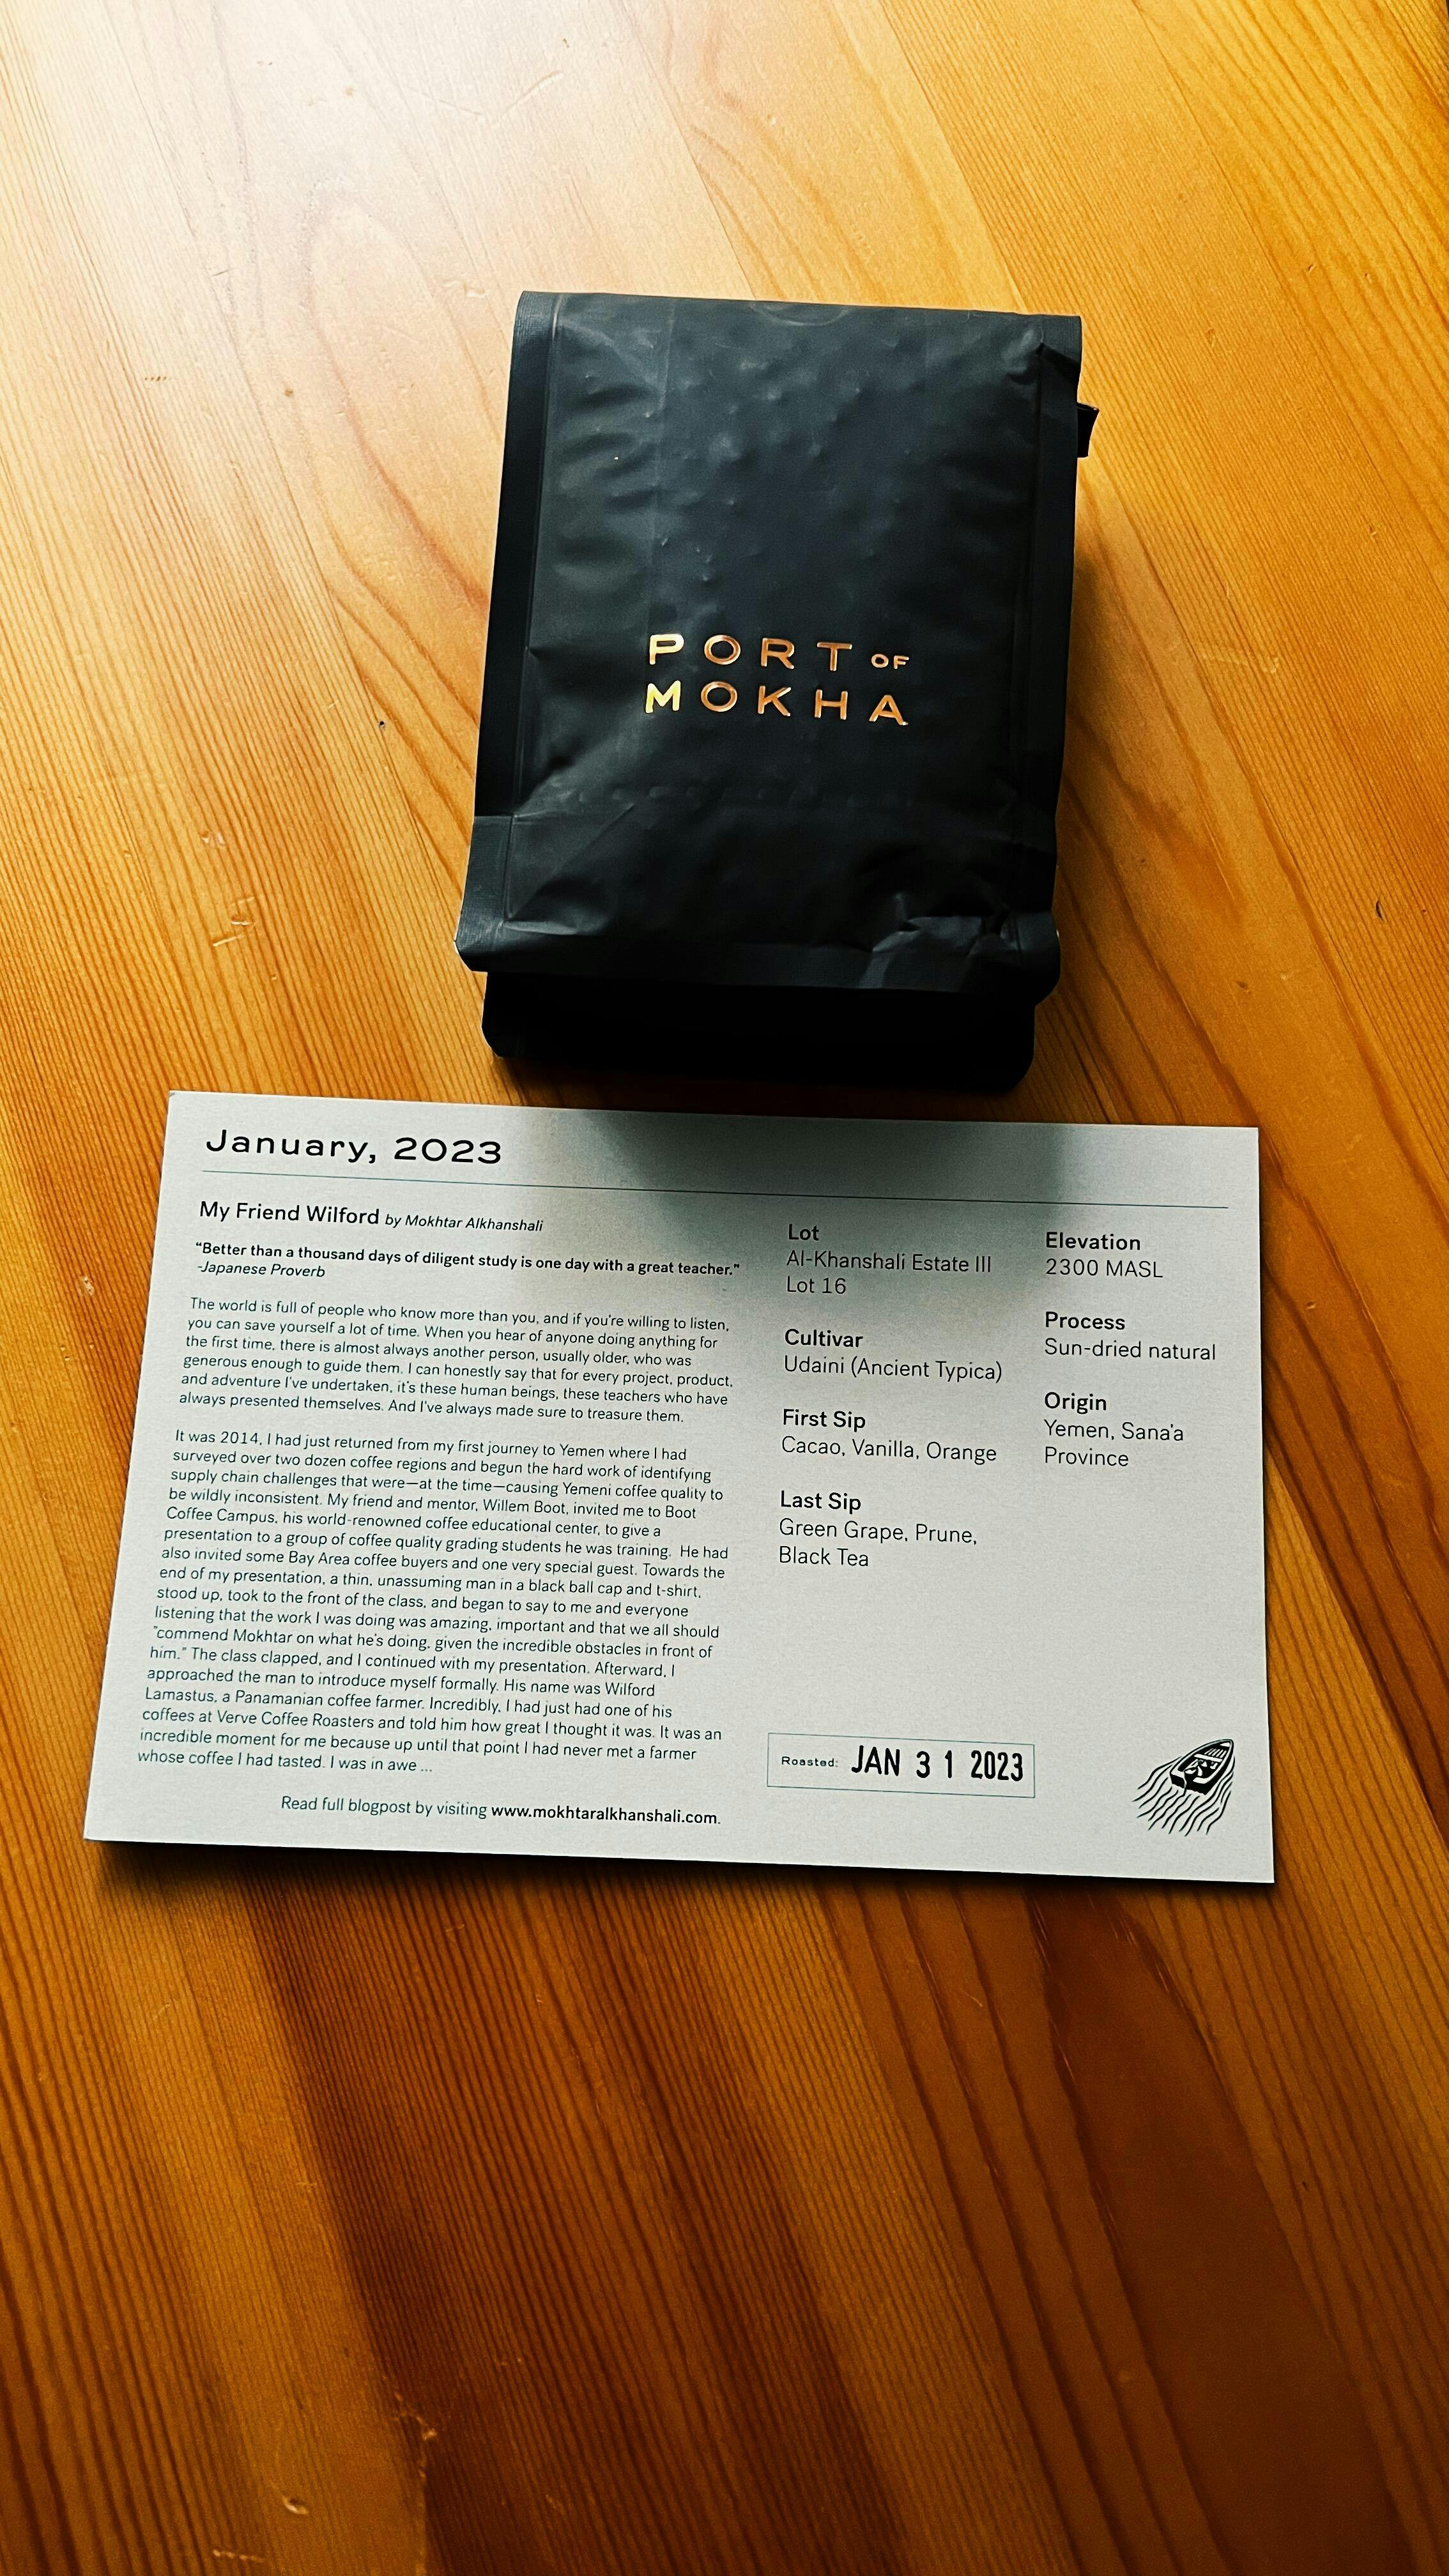 PORT OF
MOKHA
January, 2023
My Friend Wilford by Mokhtar Alkhanshali
“Better than a thousand days of diligent study is one day with a great teacher.”
-Japanese Proverb
The world is full of people who know more than you, and if you're willing to listen,
you can save yourself a lot of time. When you hear of anyone doing anything for
the first time, there is almost always another person, usually older, who was
generous enough to guide them. I can honestly say that for every project, product,
and adventure I've undertaken, it's these human beings, these teachers who have
always presented themselves. And I've always made sure to treasure them.
It was 2014, I had just returned from my first journey to Yemen where I had
surveyed over two dozen coffee regions and begun the hard work of identifying
supply chain challenges that were—at the time—causing Yemeni coffee quality to
be wildly inconsistent. My friend and mentor, Willem Boot, invited me to Boot
Coffee Campus, his world-renowned coffee educational center, to give a
presentation to a group of coffee quality grading students he was training. He had
also invited some Bay Area coffee buyers and one very special guest. Towards the
end of my presentation, a thin, unassuming man in a black ball cap and t-shirt,
stood up, took to the front of the class, and began to say to me and everyone
listening that the work I was doing was amazing, important and that we all should
"commend Mokhtar on what he's doing, given the incredible obstacles in front of
him." The class clapped, and I continued with my presentation. Afterward, I
approached the man to introduce myself formally. His name was Wilford
Lamastus, a Panamanian coffee farmer. Incredibly, I had just had one of his
coffees at Verve Coffee Roasters and told him how great I thought it was. It was an
incredible moment for me because up until that point I had never met a farmer
whose coffee I had tasted. I was in awe ...
Read full blogpost by visiting www.mokhtaralkhanshali.com.
Lot
Al-Khanshali Estate III
Lot 16
Cultivar
Udaini (Ancient Typica)
First Sip
Cacao, Vanilla, Orange
Last Sip
Green Grape, Prune,
Black Tea
Elevation
2300 MASL
Process
Sun-dried natural
Origin
Yemen, Sana'a
Province
Roasted: JAN 31 2023